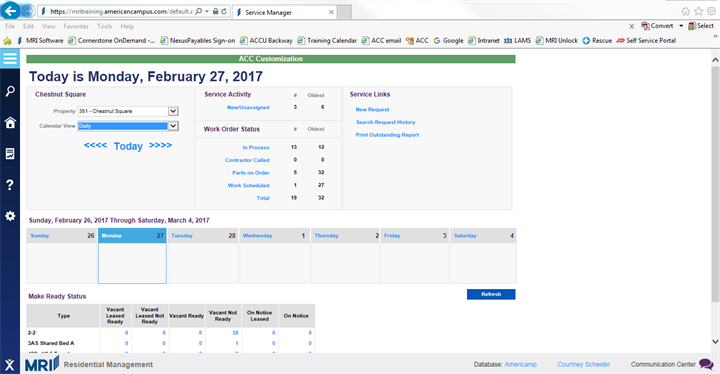 https://mritraining.americancampus.com/default.a
Service Manager
File Edit View Favorites Tools Help
Convert Select
MRI Software Cornerstone OnDemand -... NexusPayables Sign-on ACCU Backway Training Calendar ACC email ACC Google Intranet LAMS MRI Unlock Rescue Self Service Portal
ACC Customization
Today is Monday, February 27, 2017
Chestnut Square
Property 381 - Chestnut Square
Calendar View Daily
<<<< Today >>>>
Service Activity # Oldest
New/Unassigned 3 6
Work Order Status # Oldest
In Process 13 12
Contractor Called 0 0
Parts on Order 5 32
Work Scheduled 1 27
Total 19 32
Service Links
New Request
Search Request History
Print Outstanding Report
Sunday, February 26, 2017 Through Saturday, March 4, 2017
Sunday 26 Monday 27 Tuesday 28 Wednesday 1 Thursday 2 Friday 3 Saturday 4
Make Ready Status
Refresh
Type Vacant Leased Ready Vacant Leased Not Ready Vacant Ready Vacant Not Ready On Notice Leased On Notice
2-2 0 0 0 38 0 0
3AS Shared Bed A 0 0 0 1 0 0
MRI Residential Management
Database: Americamp
Courtney Scheider
Communication Center